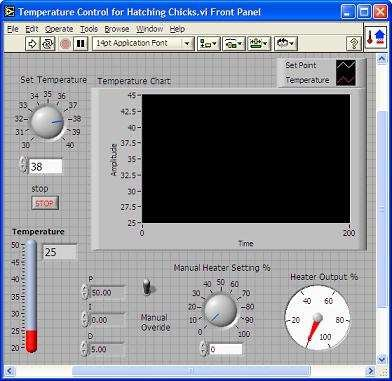 Temperature Control for Hatching Chicks.vi Front Panel
File Edit Operate Tools Browse Window Help
14pt Application Font
Set Temperature
30 31 32 33 34 35 36 37 38 39 40
38
stop
STOP
Temperature Chart
Set Point
Temperature
Amplitude
45
42.5
40
37.5
35
32.5
30
27.5
25
0 200
Time
Temperature
25
50
45
40
35
30
25
20
P
50.00
I
0.00
D
5.00
Manual
Overide
Manual Heater Setting %
0 10 20 30 40 50 60 70 80 90 100
0
Heater Output %
20 40 60 80 100